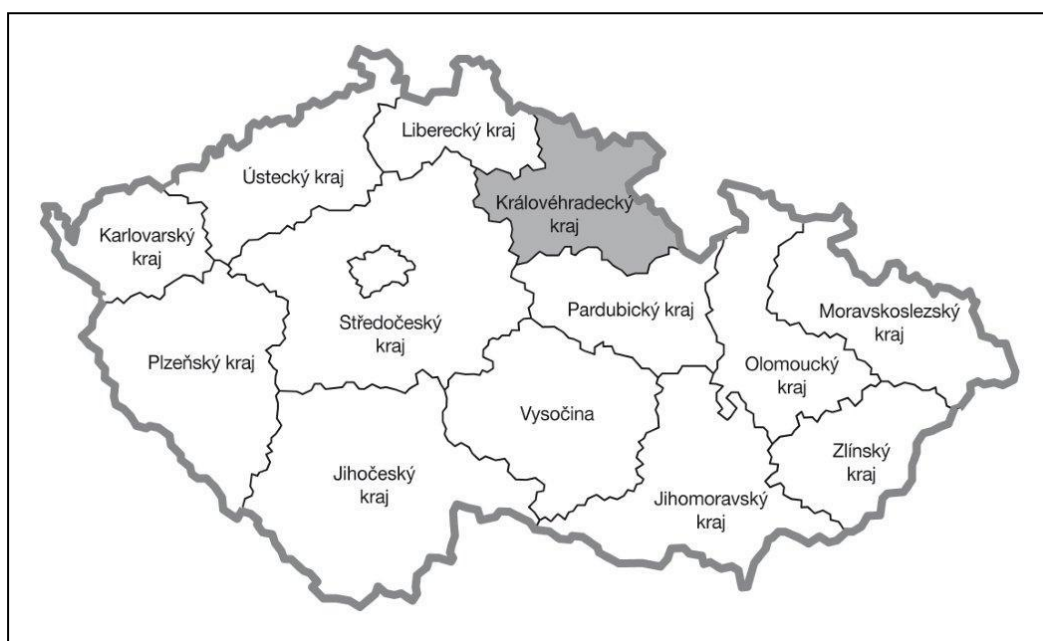 Liberecký kraj
Ústecký kraj
Královéhradecký
kraj
Karlovarský
kraj
Pardubický kraj
Moravskoslezský
kraj
Středočeský
kraj
Plzeňský kraj
Olomoucký
kraj
Vysočina
Zlínský
kraj
Jihočeský
kraj
Jihomoravský
kraj